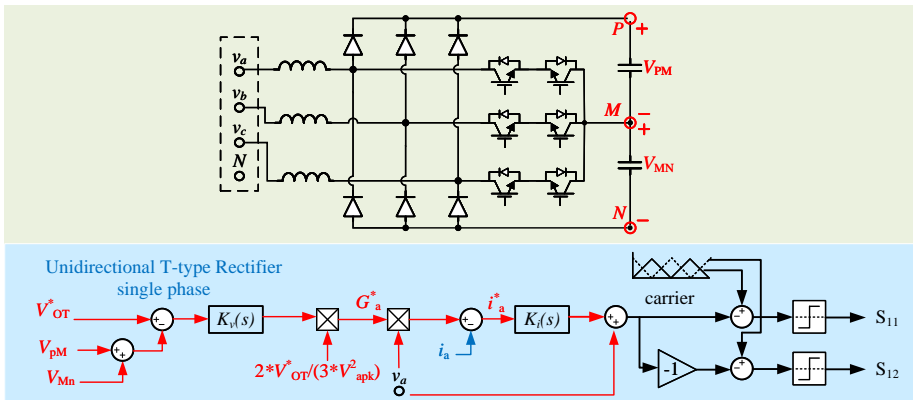 P +
v_a
V_PM
v_b
M −
+
v_c
V_MN
N
N −
Unidirectional T-type Rectifier
single phase
V*_OT
+ −
K_v(s)
G*_a
+ −
i*_a
K_i(s)
+ +
carrier
− +
S_11
V_pM
+ +
V_Mn
2*V*_OT/(3*V²_apk)
i_a
v_a
-1
− +
S_12